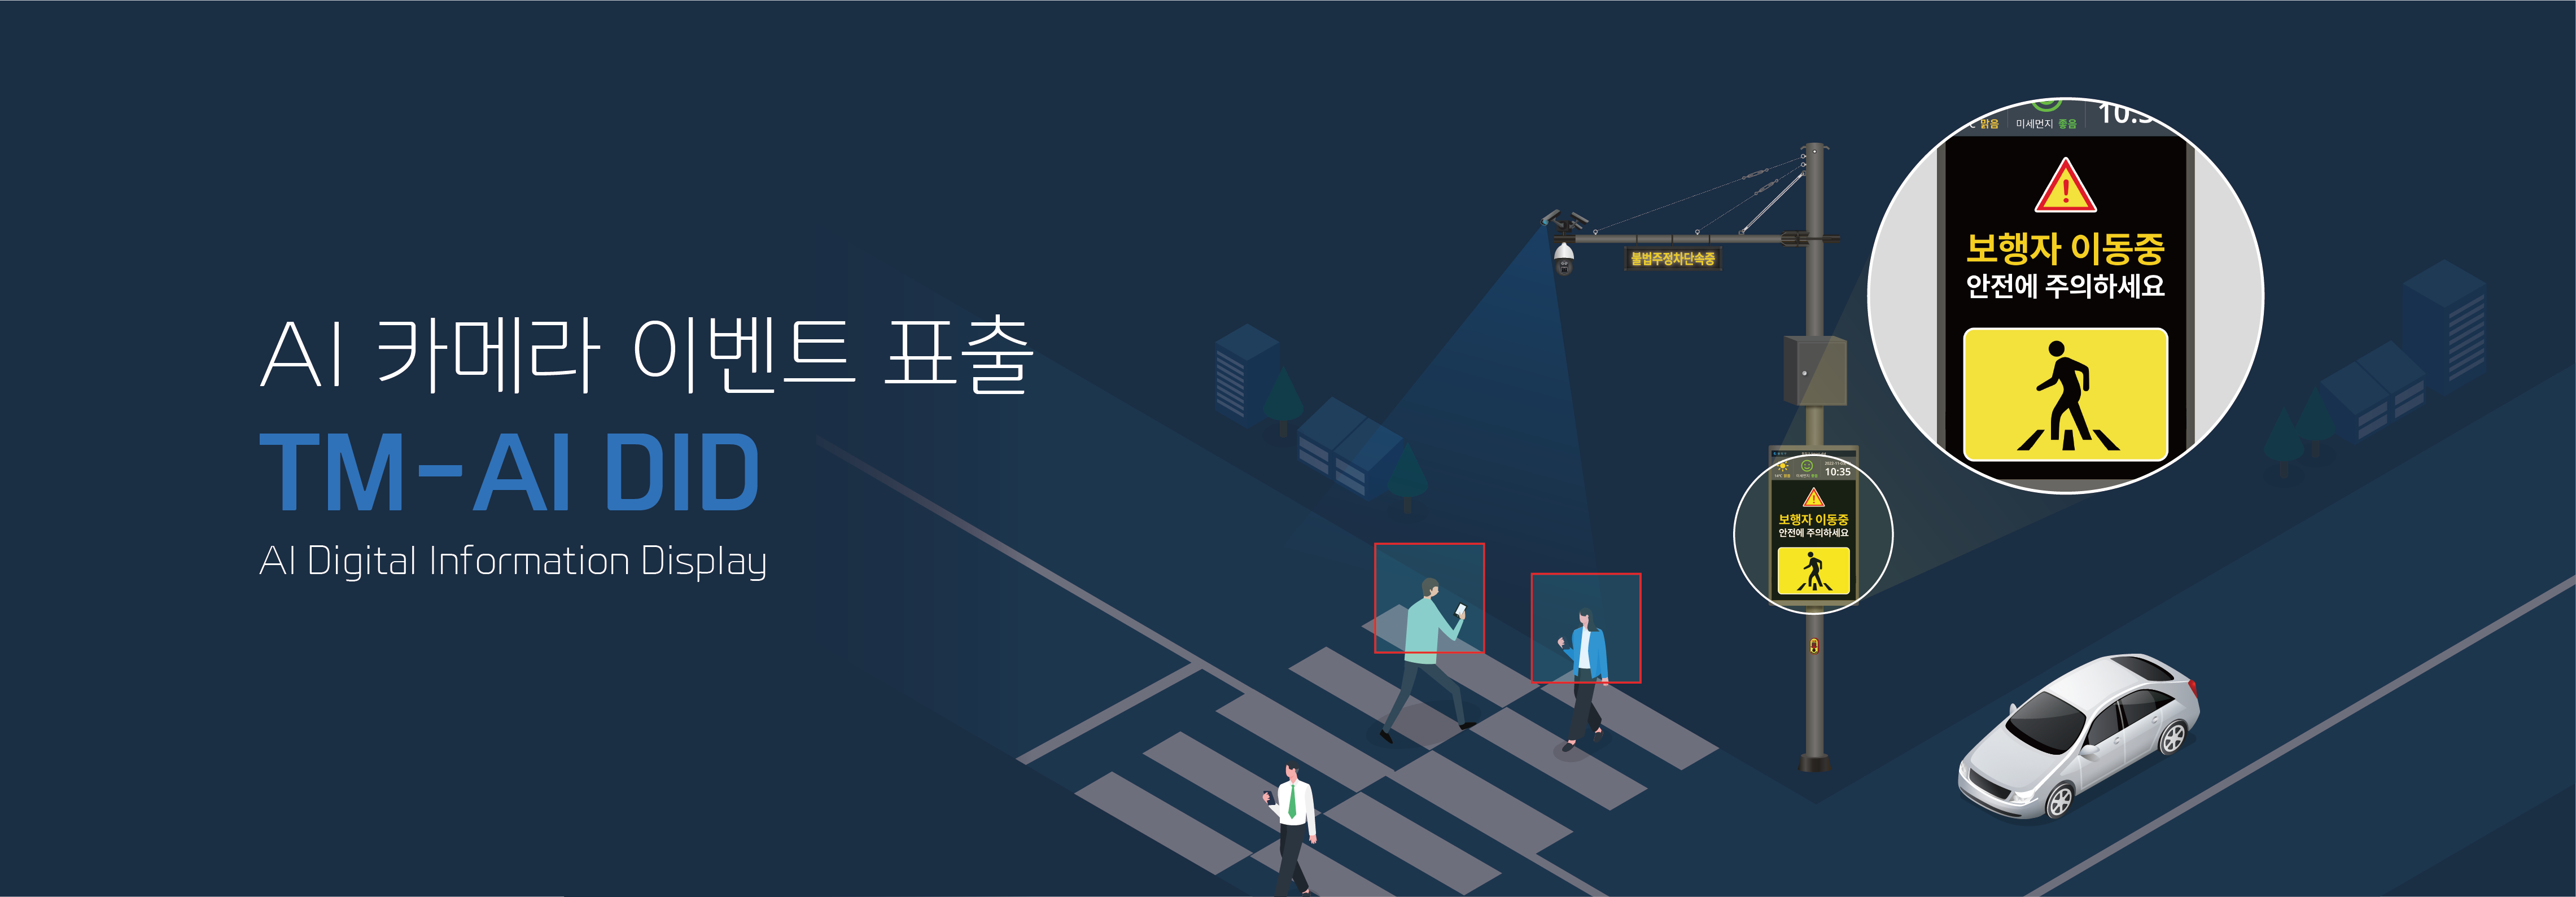 AI 카메라 이벤트 표출
TM-AI DID
AI Digital Information Display
불법주정차단속중
맑음
미세먼지 좋음
보행자 이동중
안전에 주의하세요
10:35
보행자 이동중
안전에 주의하세요